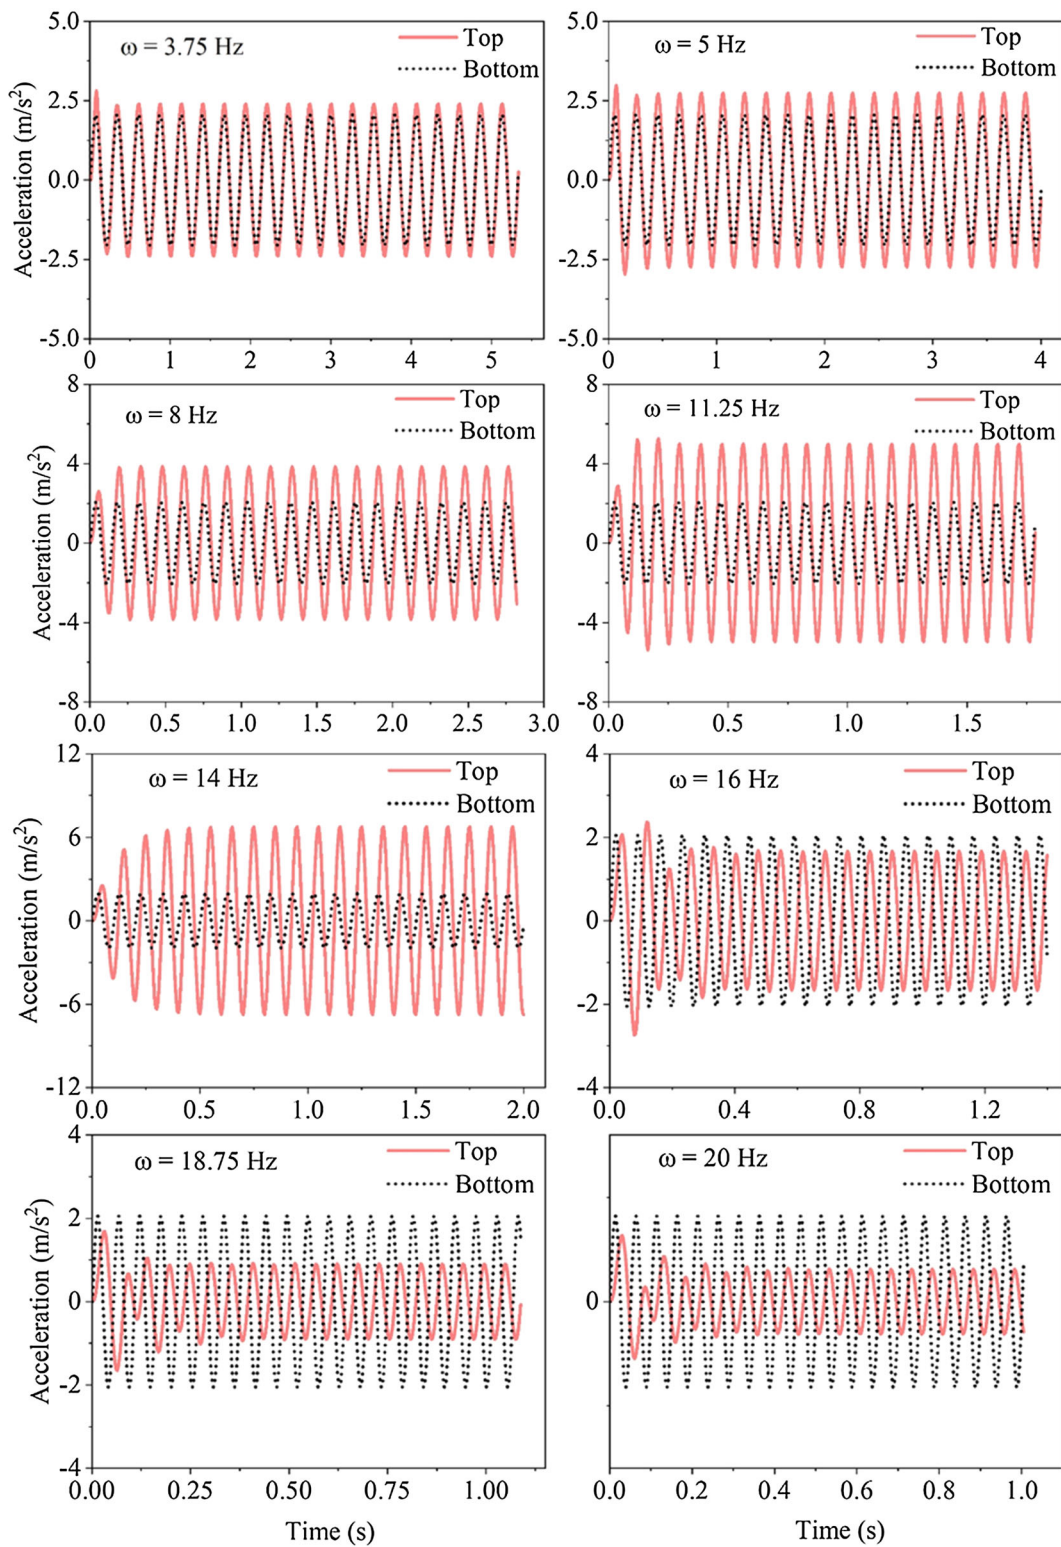 5.0
ω = 3.75 Hz
Top
Bottom
2.5
0.0
-2.5
-5.0
Acceleration (m/s²)
0 1 2 3 4 5
5.0
ω = 5 Hz
Top
Bottom
2.5
0.0
-2.5
-5.0
0 1 2 3 4
8
ω = 8 Hz
Top
Bottom
4
0
-4
-8
Acceleration (m/s²)
0.0 0.5 1.0 1.5 2.0 2.5 3.0
8
ω = 11.25 Hz
Top
Bottom
4
0
-4
-8
0.0 0.5 1.0 1.5
12
ω = 14 Hz
Top
Bottom
6
0
-6
-12
Acceleration (m/s²)
0.0 0.5 1.0 1.5 2.0
4
ω = 16 Hz
Top
Bottom
2
0
-2
-4
0.0 0.4 0.8 1.2
4
ω = 18.75 Hz
Top
Bottom
2
0
-2
-4
Acceleration (m/s²)
0.00 0.25 0.50 0.75 1.00
Time (s)
ω = 20 Hz
Top
Bottom
0
0.0 0.2 0.4 0.6 0.8 1.0
Time (s)